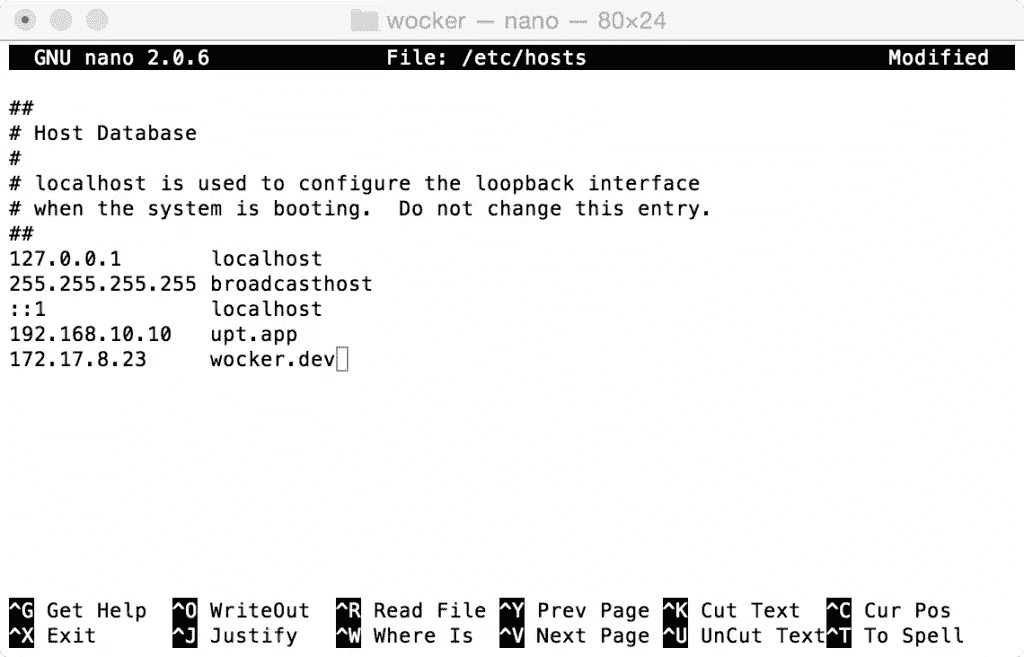 wocker — nano — 80×24
GNU nano 2.0.6 File: /etc/hosts Modified
##
# Host Database
#
# localhost is used to configure the loopback interface
# when the system is booting.  Do not change this entry.
##
127.0.0.1       localhost
255.255.255.255 broadcasthost
::1             localhost
192.168.10.10   upt.app
172.17.8.23     wocker.dev
^G Get Help ^O WriteOut ^R Read File ^Y Prev Page ^K Cut Text ^C Cur Pos
^X Exit ^J Justify ^W Where Is ^V Next Page ^U UnCut Text ^T To Spell